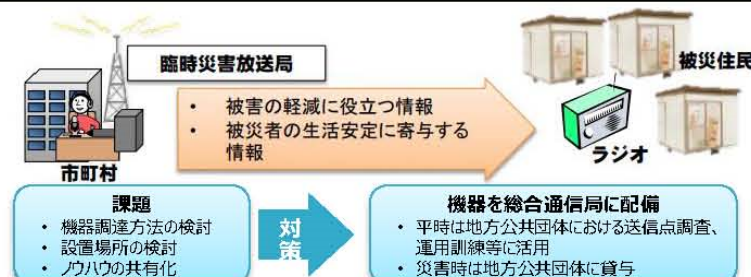 臨時災害放送局
被災住民
• 被害の軽減に役立つ情報
• 被災者の生活安定に寄与する
情報
市町村
ラジオ
課題
• 機器調達方法の検討
• 設置場所の検討
• ノウハウの共有化
対策
機器を総合通信局に配備
• 平時は地方公共団体における送信点調査、
運用訓練等に活用
• 災害時は地方公共団体に貸与